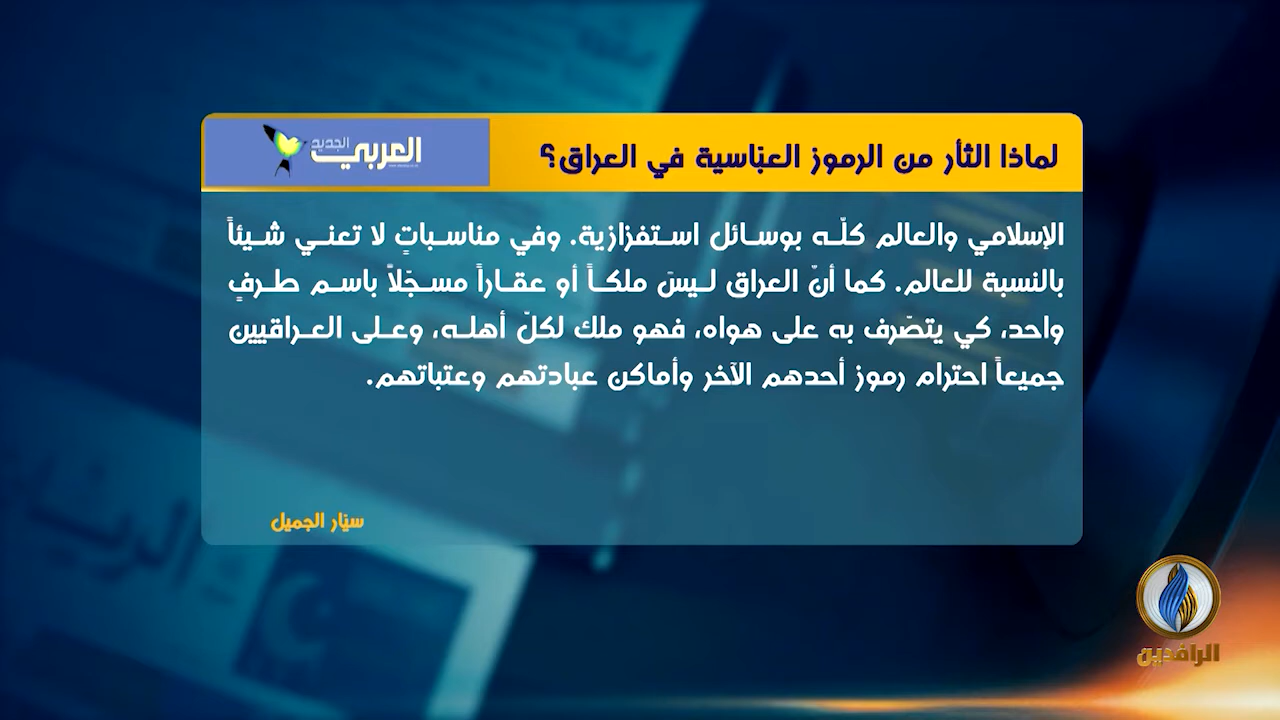 لماذا الثأر من الرموز العبّاسية في العراق؟
العربي الجديد
الإسلامي والعالم كلّه بوسائل استفزازية. وفي مناسباتٍ لا تعني شيئاً
بالنسبة للعالم. كما أنّ العراق ليسَ ملكاً أو عقاراً مسجّلاً باسم طرفٍ
واحد، كي يتصّرف به على هواه، فهو ملك لكلّ أهله، وعلى العراقيين
جميعاً احترام رموز أحدهم الآخر وأماكن عبادتهم وعتباتهم.
سيّار الجميل
الرافدين